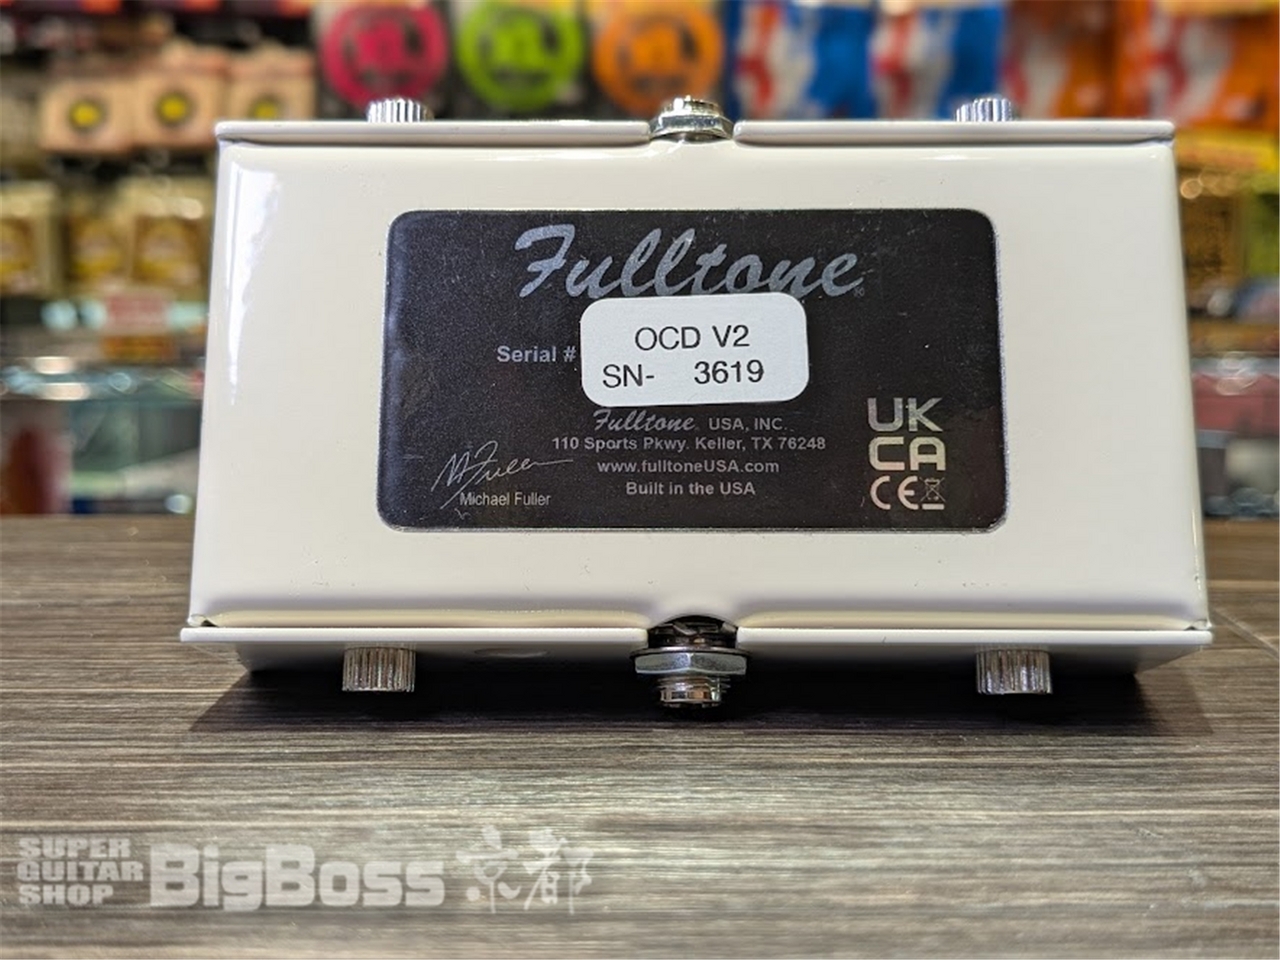 Fulltone
Serial #
OCD V2
SN- 3619
Fulltone USA, INC.
110 Sports Pkwy. Keller, TX 76248
www.fulltoneUSA.com
Built in the USA
Michael Fuller
UK
CA
CE
SUPER
GUITAR
SHOP
BigBoss 京都